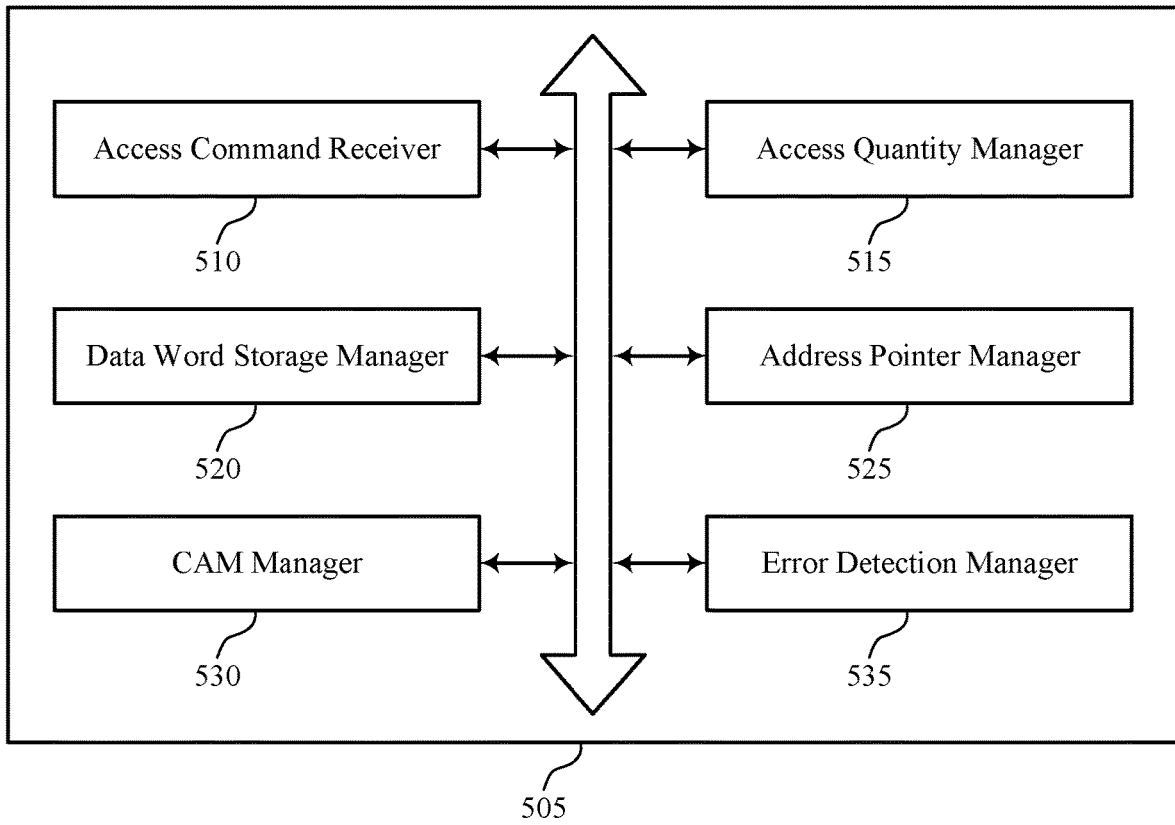 Access Command Receiver
Access Quantity Manager
510
515
Data Word Storage Manager
Address Pointer Manager
520
525
CAM Manager
Error Detection Manager
530
535
505